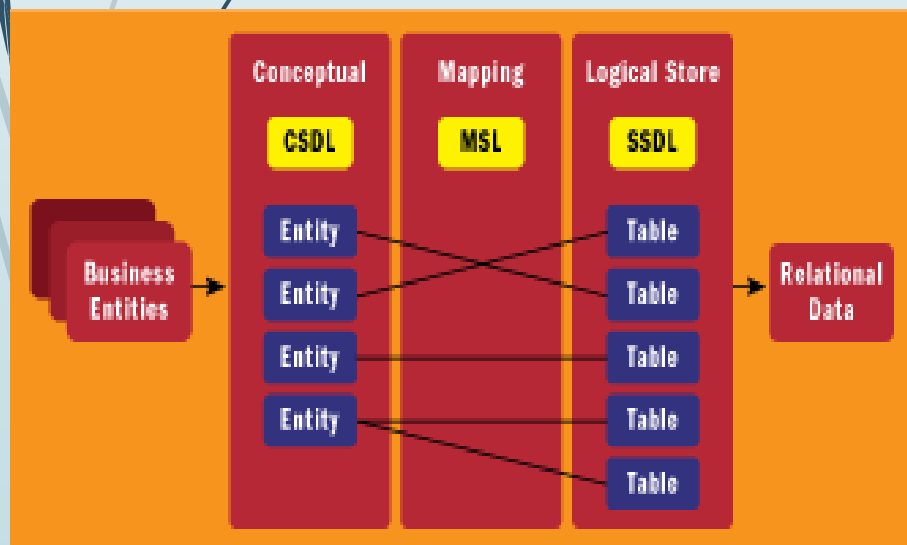 Conceptual
Mapping
Logical Store
CSDL
MSL
SSDL
Entity
Table
Business
Entities
Entity
Table
Relational
Data
Entity
Table
Entity
Table
Table